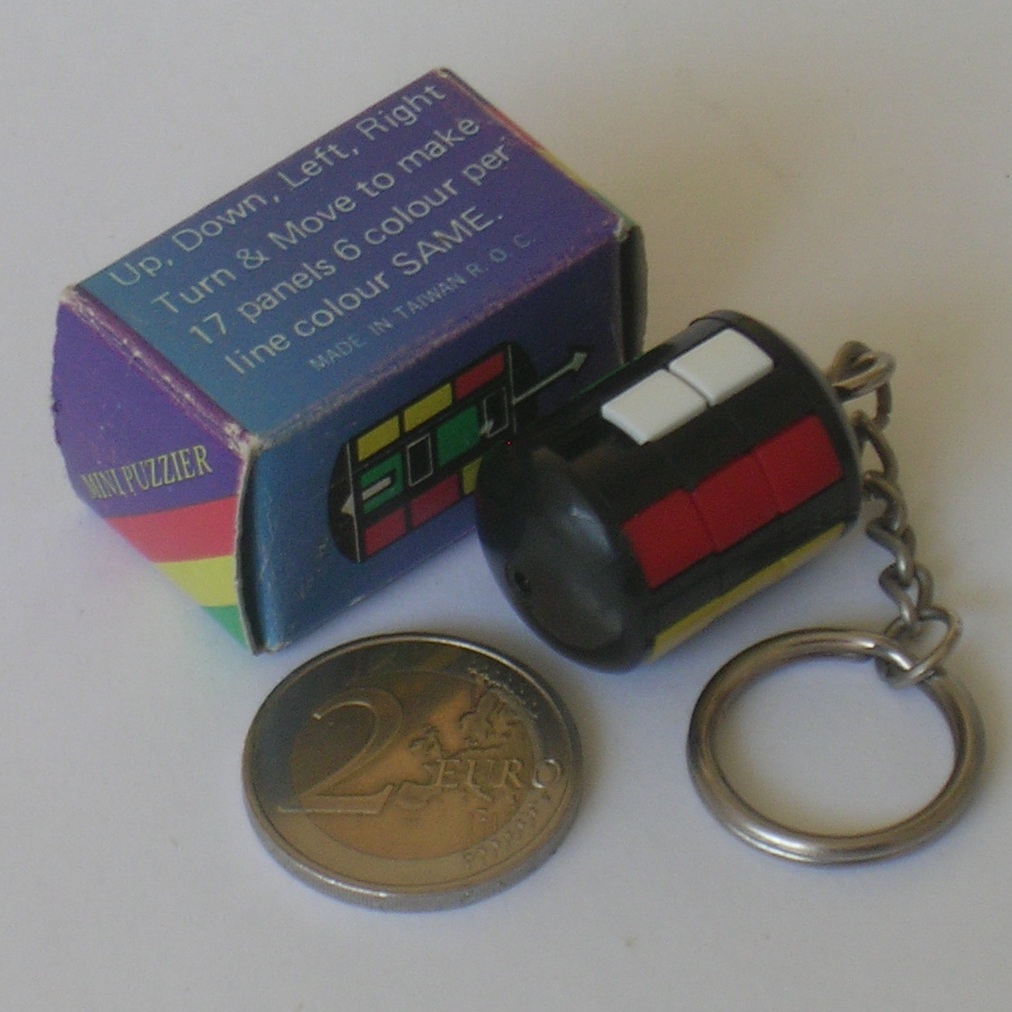 Up, Down, Left, Right
Turn & Move to make
17 panels 6 colour per
line colour SAME.
MADE IN TAIWAN R. O. C.
MINI PUZZIER
2 EURO